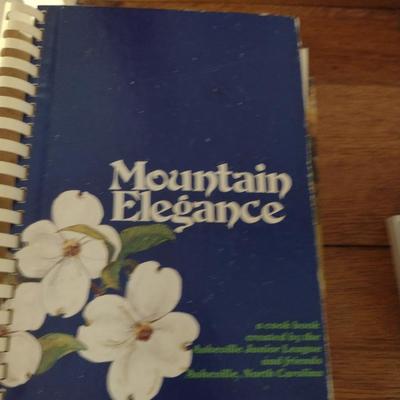 Mountain
Elegance
a cook book
created by the
Asheville Junior League
and friends
Asheville, North Carolina